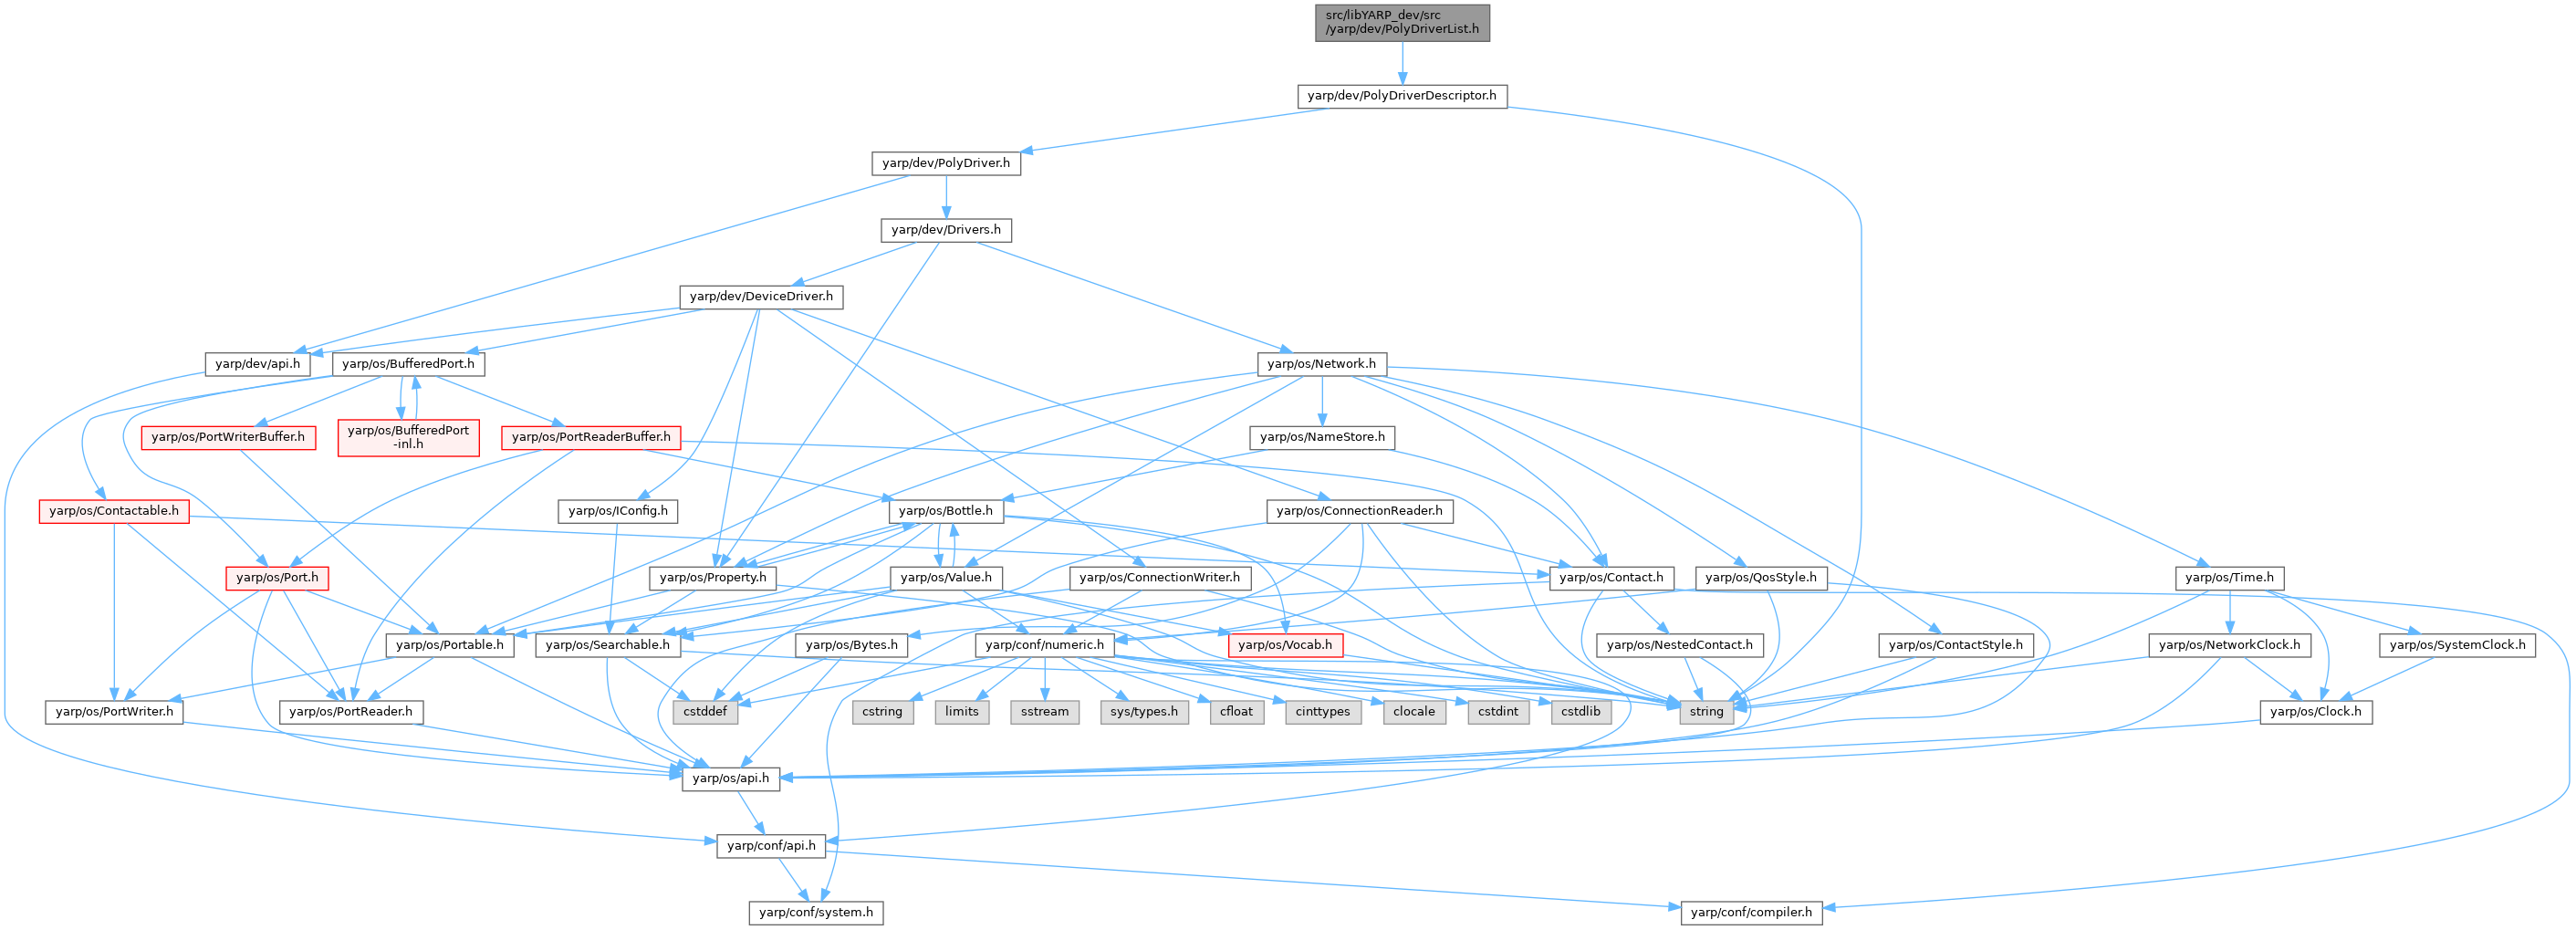 src/libYARP_dev/src
/yarp/dev/PolyDriverList.h
yarp/dev/PolyDriverDescriptor.h
yarp/dev/PolyDriver.h
yarp/dev/Drivers.h
yarp/dev/DeviceDriver.h
yarp/dev/api.h
yarp/os/BufferedPort.h
yarp/os/Network.h
yarp/os/PortWriterBuffer.h
yarp/os/BufferedPort
-inl.h
yarp/os/PortReaderBuffer.h
yarp/os/NameStore.h
yarp/os/Contactable.h
yarp/os/IConfig.h
yarp/os/Bottle.h
yarp/os/ConnectionReader.h
yarp/os/Port.h
yarp/os/Property.h
yarp/os/Value.h
yarp/os/ConnectionWriter.h
yarp/os/Contact.h
yarp/os/QosStyle.h
yarp/os/Time.h
yarp/os/Portable.h
yarp/os/Searchable.h
yarp/os/Bytes.h
yarp/conf/numeric.h
yarp/os/Vocab.h
yarp/os/NestedContact.h
yarp/os/ContactStyle.h
yarp/os/NetworkClock.h
yarp/os/SystemClock.h
yarp/os/PortWriter.h
yarp/os/PortReader.h
cstddef
cstring
limits
sstream
sys/types.h
cfloat
cinttypes
clocale
cstdint
cstdlib
string
yarp/os/Clock.h
yarp/os/api.h
yarp/conf/api.h
yarp/conf/system.h
yarp/conf/compiler.h